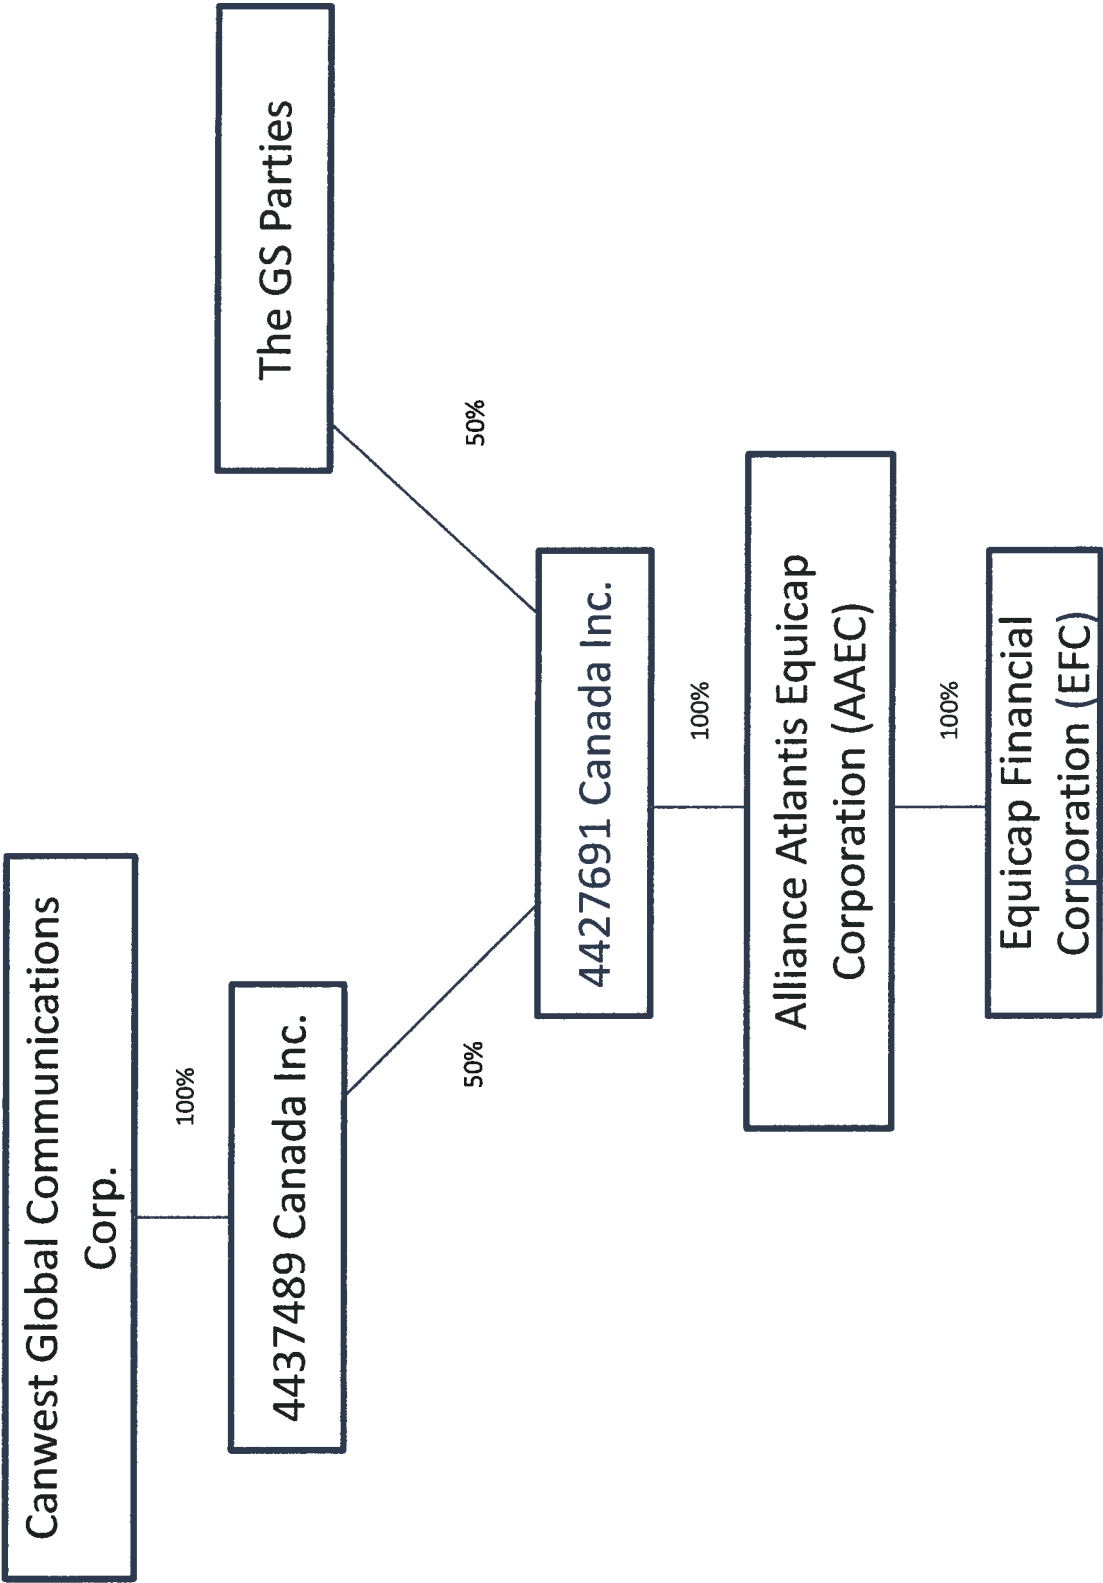 Canwest Global Communications
Corp.
100%
4437489 Canada Inc.
The GS Parties
50%
50%
4427691 Canada Inc.
100%
Alliance Atlantis Equicap
Corporation (AAEC)
100%
Equicap Financial
Corporation (EFC)